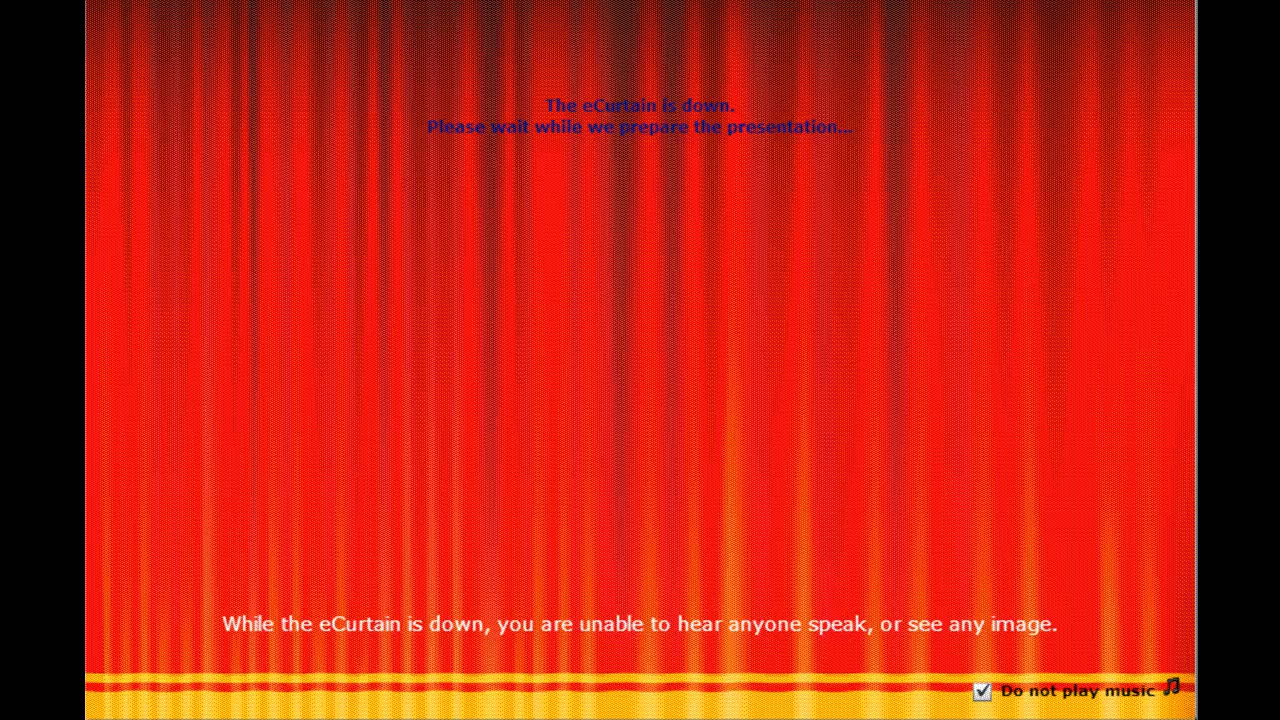 The eCurtain is down.
Please wait while we prepare the presentation...
While the eCurtain is down, you are unable to hear anyone speak, or see any image.
Do not play music